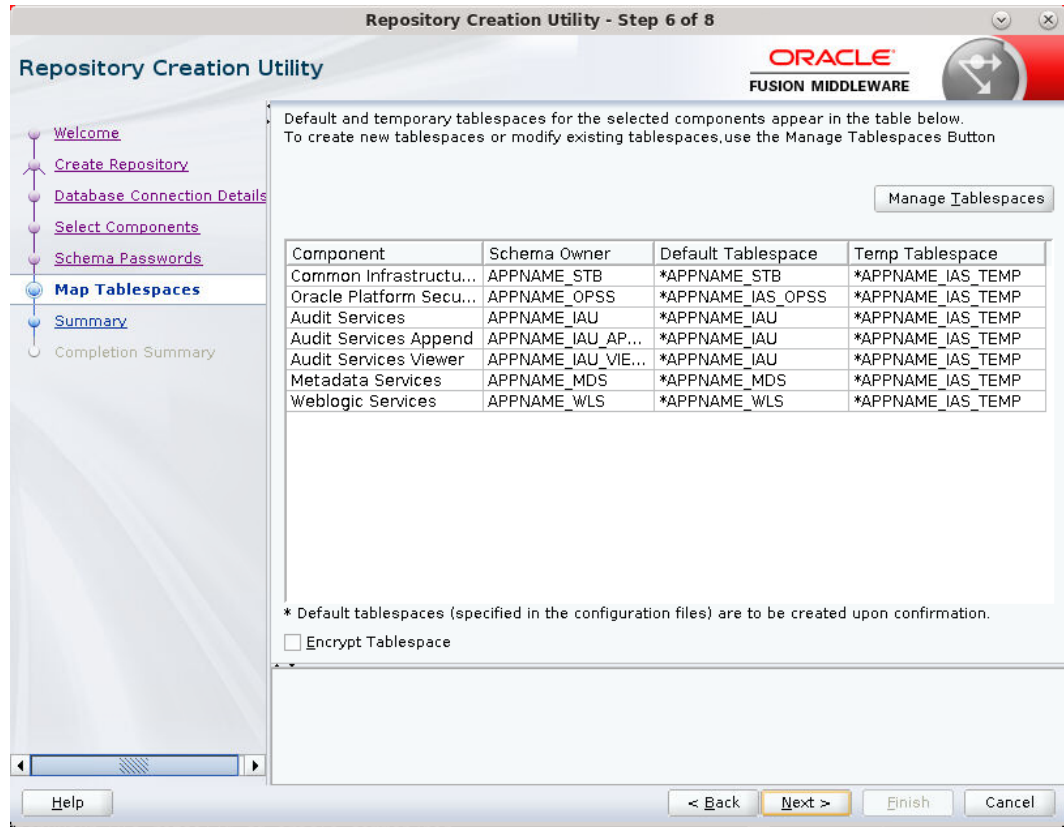 Repository Creation Utility - Step 6 of 8
Repository Creation Utility
ORACLE
FUSION MIDDLEWARE
Welcome
Create Repository
Database Connection Details
Select Components
Schema Passwords
Map Tablespaces
Summary
Completion Summary
Default and temporary tablespaces for the selected components appear in the table below.
To create new tablespaces or modify existing tablespaces,use the Manage Tablespaces Button
Manage Tablespaces
Component Schema Owner Default Tablespace Temp Tablespace
Common Infrastructu... APPNAME_STB *APPNAME_STB *APPNAME_IAS_TEMP
Oracle Platform Secu... APPNAME_OPSS *APPNAME_IAS_OPSS *APPNAME_IAS_TEMP
Audit Services APPNAME_IAU *APPNAME_IAU *APPNAME_IAS_TEMP
Audit Services Append APPNAME_IAU_AP... *APPNAME_IAU *APPNAME_IAS_TEMP
Audit Services Viewer APPNAME_IAU_VIE... *APPNAME_IAU *APPNAME_IAS_TEMP
Metadata Services APPNAME_MDS *APPNAME_MDS *APPNAME_IAS_TEMP
Weblogic Services APPNAME_WLS *APPNAME_WLS *APPNAME_IAS_TEMP
* Default tablespaces (specified in the configuration files) are to be created upon confirmation.
Encrypt Tablespace
Help < Back Next > Finish Cancel